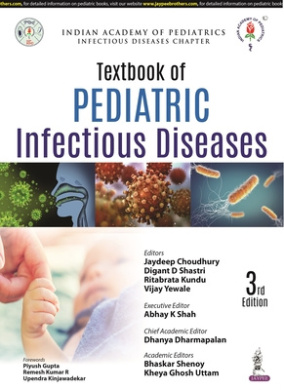 hers.com, for detailed information on pediatric books, visit our website www.jaypeebrothers.com, for detailed information on pediatric book
INDIAN ACADEMY OF PEDIATRICS
INFECTIOUS DISEASES CHAPTER
Textbook of
PEDIATRIC
Infectious Diseases
Editors
Jaydeep Choudhury
Digant D Shastri
Ritabrata Kundu
Vijay Yewale
3rd
Edition
Executive Editor
Abhay K Shah
Chief Academic Editor
Dhanya Dharmapalan
Academic Editors
Bhaskar Shenoy
Kheya Ghosh Uttam
Forewords
Piyush Gupta
Remesh Kumar R
Upendra Kinjawadekar
JAYPEE